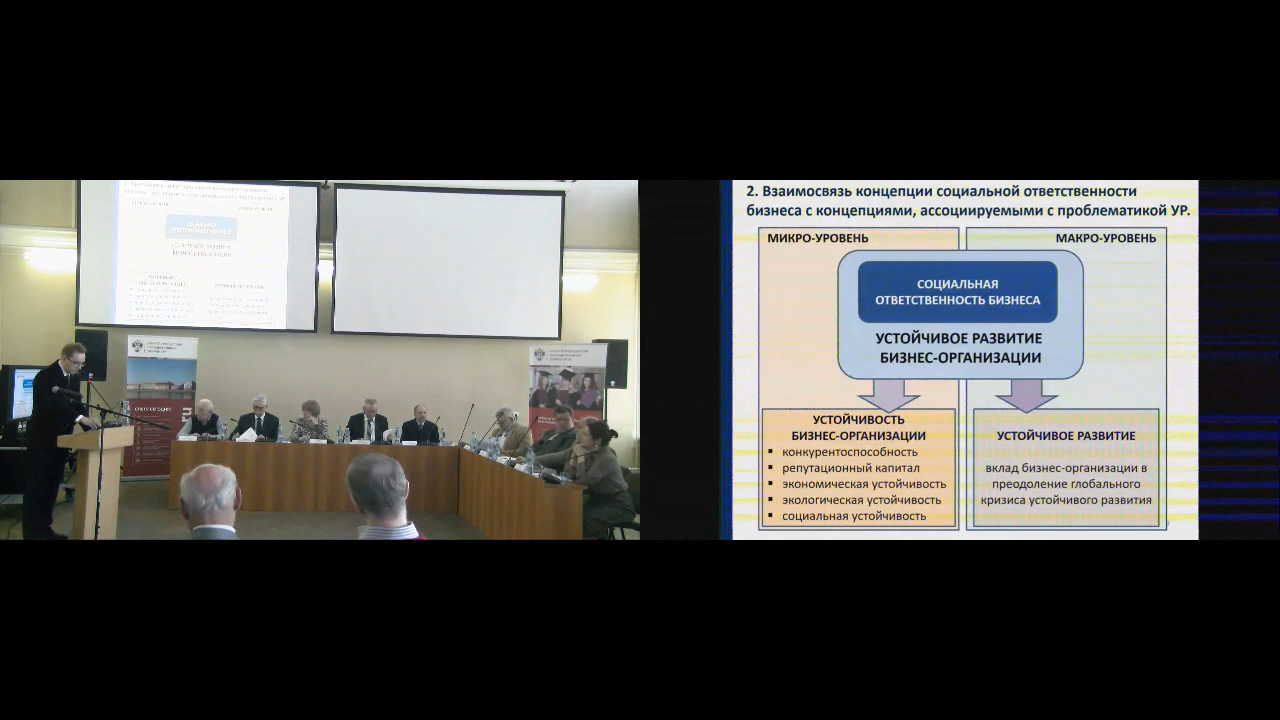 2. Взаимосвязь концепции социальной ответственности
бизнеса с концепциями, ассоциируемыми с проблематикой УР.
МИКРО-УРОВЕНЬ
МАКРО-УРОВЕНЬ
СОЦИАЛЬНАЯ
ОТВЕТСТВЕННОСТЬ БИЗНЕСА
УСТОЙЧИВОЕ РАЗВИТИЕ
БИЗНЕС-ОРГАНИЗАЦИИ
УСТОЙЧИВОСТЬ
БИЗНЕС-ОРГАНИЗАЦИИ
▪ конкурентоспособность
▪ репутационный капитал
▪ экономическая устойчивость
▪ экологическая устойчивость
▪ социальная устойчивость
УСТОЙЧИВОЕ РАЗВИТИЕ
вклад бизнес-организации в
преодоление глобального
кризиса устойчивого развития